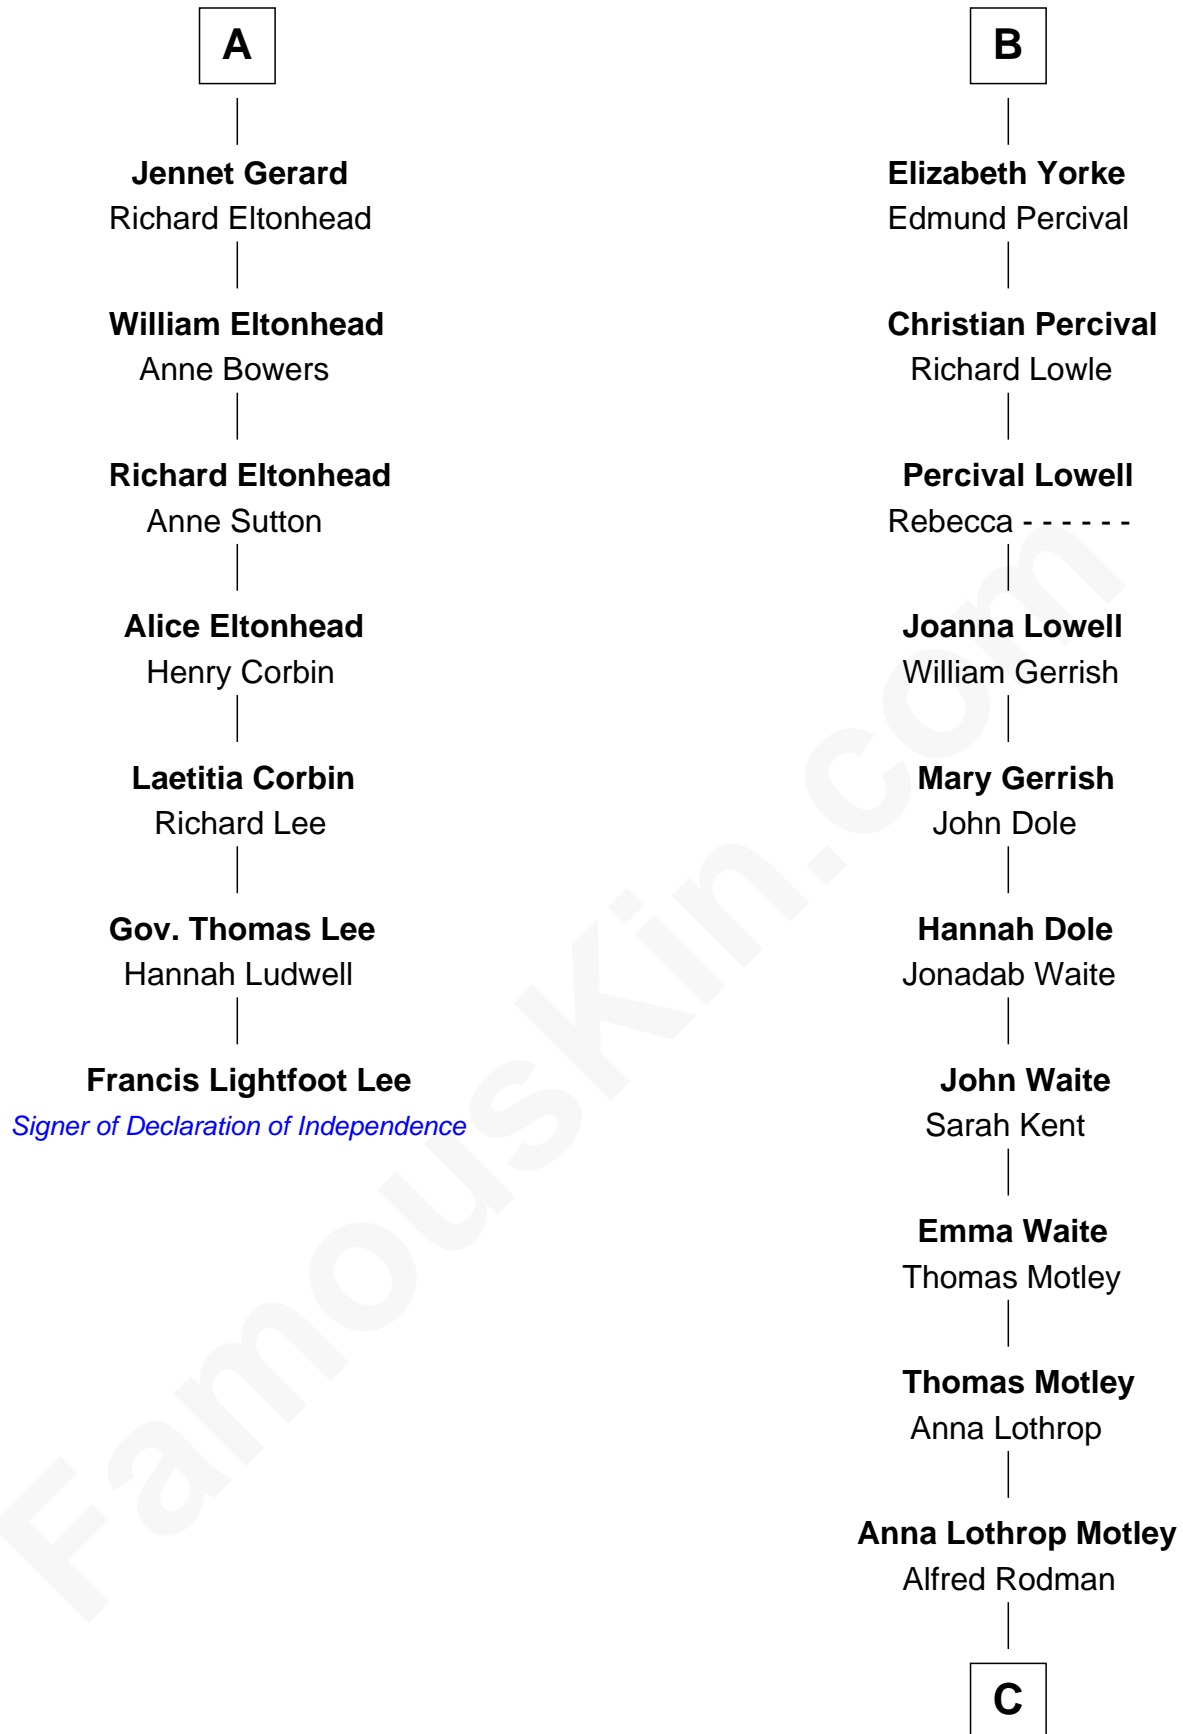 A
Jennet Gerard
Richard Eltonhead
William Eltonhead
Anne Bowers
Richard Eltonhead
Anne Sutton
Alice Eltonhead
Henry Corbin
Laetitia Corbin
Richard Lee
Gov. Thomas Lee
Hannah Ludwell
Francis Lightfoot Lee
Signer of Declaration of Independence
B
Elizabeth Yorke
Edmund Percival
Christian Percival
Richard Lowle
Percival Lowell
Rebecca - - - - - -
Joanna Lowell
William Gerrish
Mary Gerrish
John Dole
Hannah Dole
Jonadab Waite
John Waite
Sarah Kent
Emma Waite
Thomas Motley
Thomas Motley
Anna Lothrop
Anna Lothrop Motley
Alfred Rodman
C
FamousKin.com